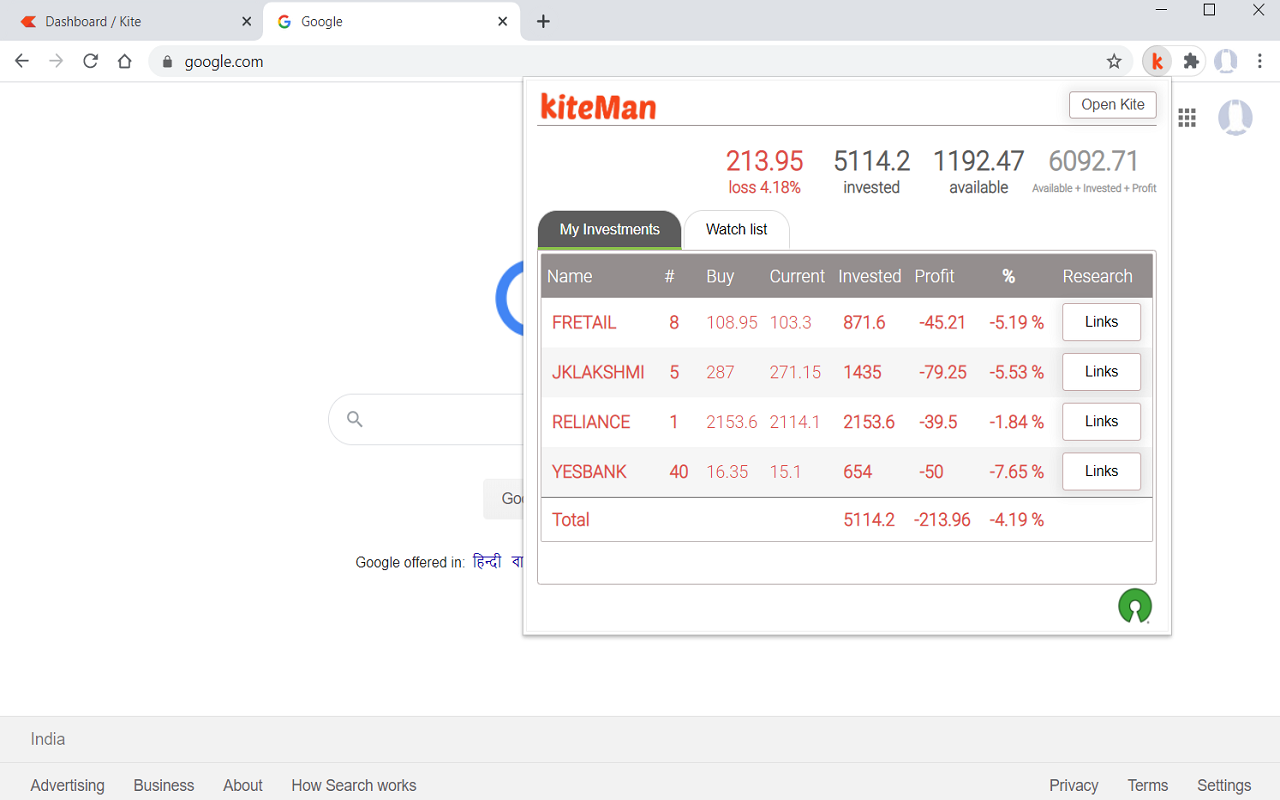 Dashboard / Kite
Google
google.com
k
kiteMan
Open Kite
213.95 5114.2 1192.47 6092.71
loss 4.18% invested available Available + Invested + Profit
My Investments Watch list
Name # Buy Current Invested Profit % Research
FRETAIL 8 108.95 103.3 871.6 -45.21 -5.19 % Links
JKLAKSHMI 5 287 271.15 1435 -79.25 -5.53 % Links
RELIANCE 1 2153.6 2114.1 2153.6 -39.5 -1.84 % Links
YESBANK 40 16.35 15.1 654 -50 -7.65 % Links
Total 5114.2 -213.96 -4.19 %
Google offered in: हिन्दी
India
Advertising Business About How Search works Privacy Terms Settings